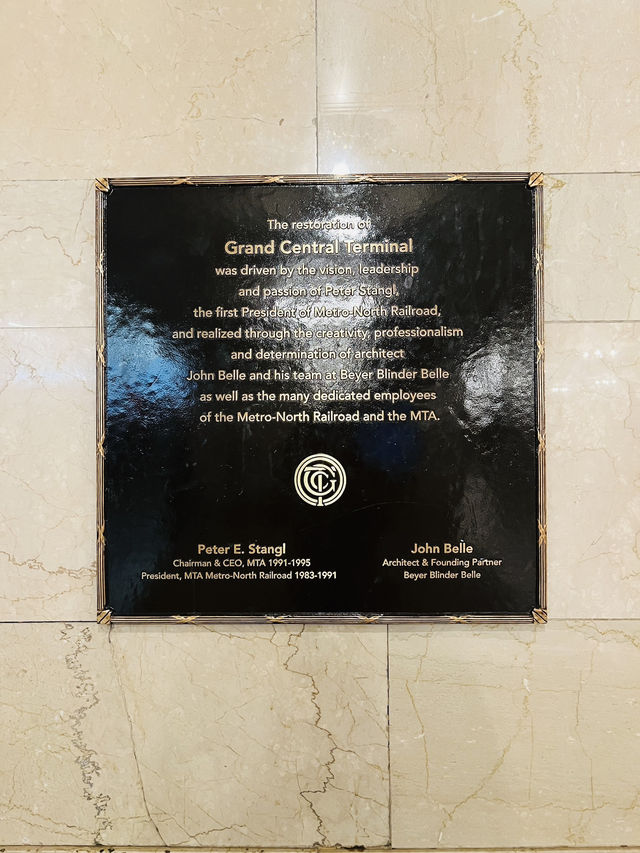 The restoration of
Grand Central Terminal
was driven by the vision, leadership
and passion of Peter Stangl,
the first President of Metro-North Railroad,
and realized through the creativity, professionalism
and determination of architect
John Belle and his team at Beyer Blinder Belle
as well as the many dedicated employees
of the Metro-North Railroad and the MTA.
GCT
Peter E. Stangl
Chairman & CEO, MTA 1991-1995
President, MTA Metro-North Railroad 1983-1991
John Belle
Architect & Founding Partner
Beyer Blinder Belle